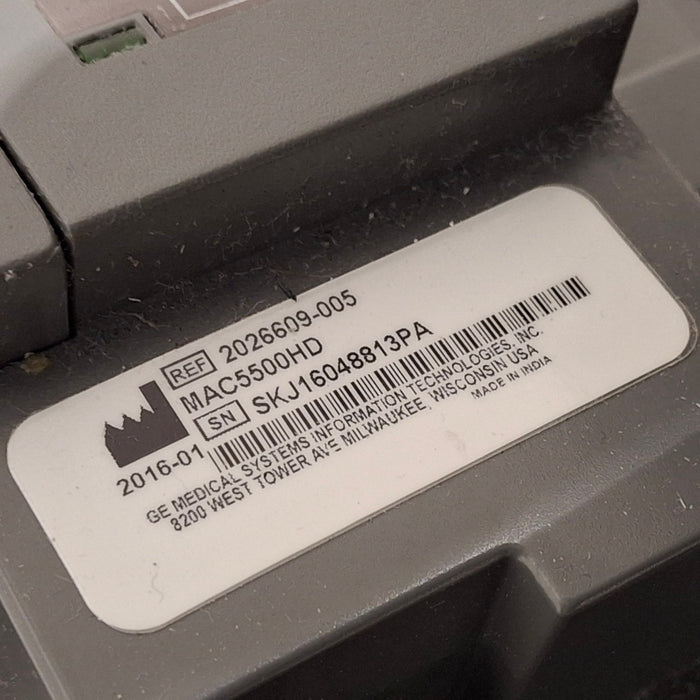 REF 2026609-005
MAC5500HD
SN SKJ16048813PA
2016-01
GE MEDICAL SYSTEMS INFORMATION TECHNOLOGIES, INC.
8200 WEST TOWER AVE MILWAUKEE, WISCONSIN USA
MADE IN INDIA